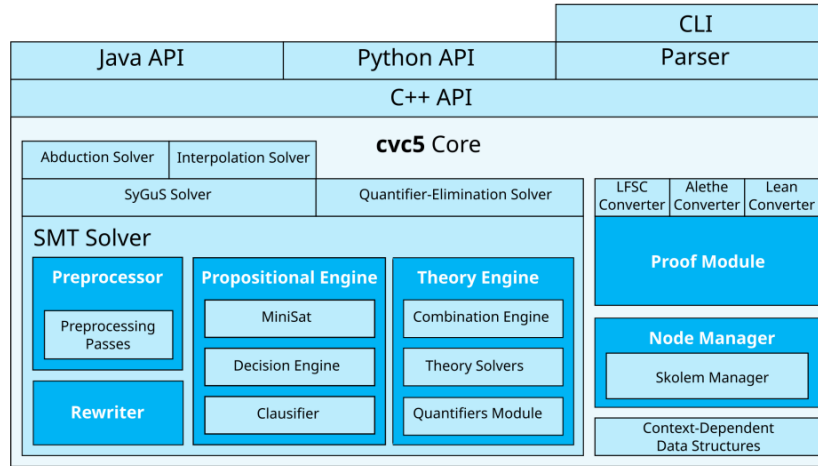 CLI
Java API
Python API
Parser
C++ API
cvc5 Core
Abduction Solver
Interpolation Solver
SyGuS Solver
Quantifier-Elimination Solver
LFSC
Converter
Alethe
Converter
Lean
Converter
SMT Solver
Preprocessor
Preprocessing
Passes
Rewriter
Propositional Engine
MiniSat
Decision Engine
Clausifier
Theory Engine
Combination Engine
Theory Solvers
Quantifiers Module
Proof Module
Node Manager
Skolem Manager
Context-Dependent
Data Structures